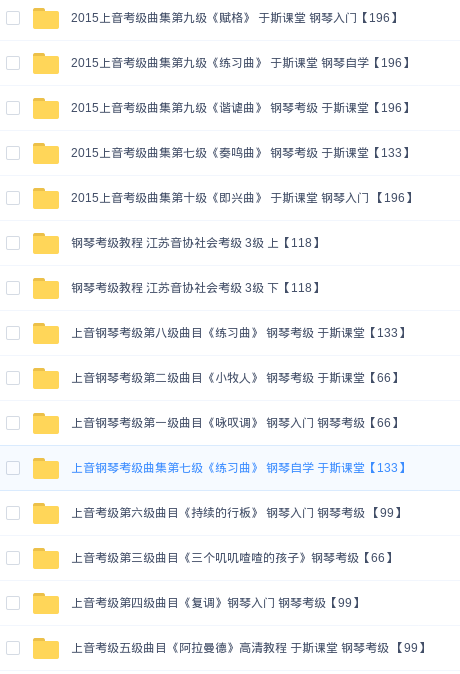 2015上音考级曲集第九级《赋格》 于斯课堂 钢琴入门【196】
2015上音考级曲集第九级《练习曲》 于斯课堂 钢琴自学【196】
2015上音考级曲集第九级《谐谑曲》 钢琴考级 于斯课堂【196】
2015上音考级曲集第七级《奏鸣曲》 钢琴考级 于斯课堂【133】
2015上音考级曲集第十级《即兴曲》 于斯课堂 钢琴入门 【196】
钢琴考级教程 江苏音协社会考级 3级 上【118】
钢琴考级教程 江苏音协社会考级 3级 下【118】
上音钢琴考级第八级曲目《练习曲》 钢琴考级 于斯课堂【133】
上音钢琴考级第二级曲目《小牧人》 钢琴考级 于斯课堂【66】
上音钢琴考级第一级曲目《咏叹调》 钢琴入门 钢琴考级【66】
上音钢琴考级曲集第七级《练习曲》 钢琴自学 于斯课堂【133】
上音考级第六级曲目《持续的行板》 钢琴入门 钢琴考级 【99】
上音考级第三级曲目《三个叽叽喳喳的孩子》钢琴考级【66】
上音考级第四级曲目《复调》钢琴入门 钢琴考级【99】
上音考级五级曲目《阿拉曼德》高清教程 于斯课堂 钢琴考级 【99】